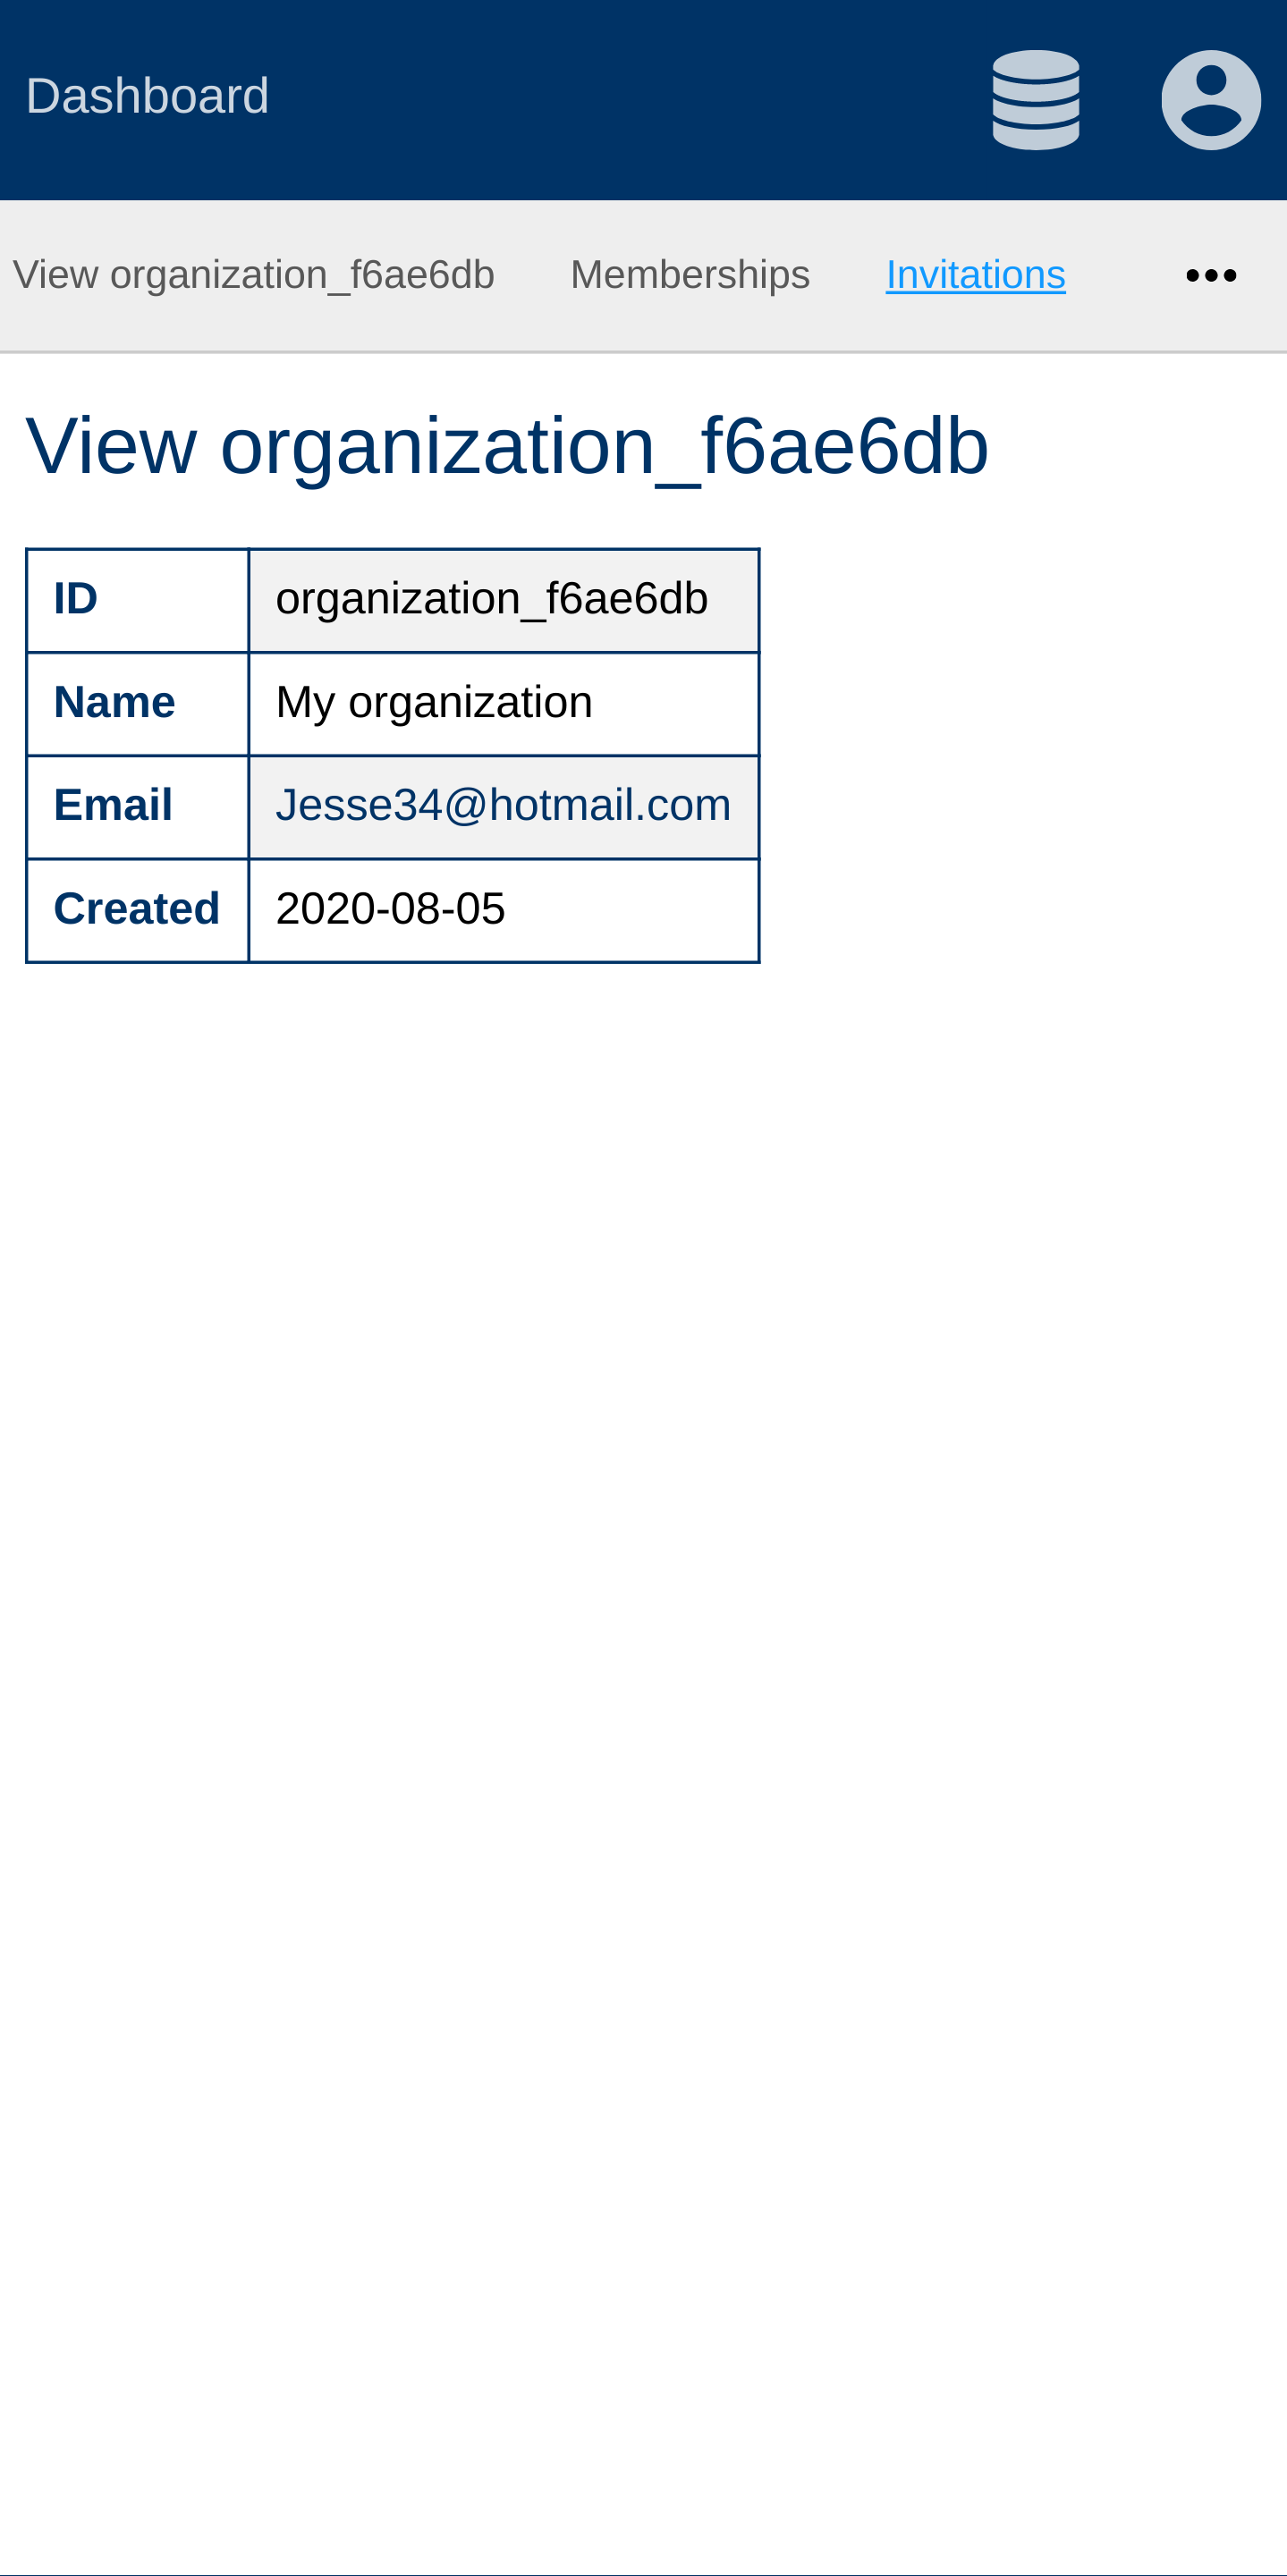 Dashboard
View organization_f6ae6db Memberships Invitations
View organization_f6ae6db
ID organization_f6ae6db
Name My organization
Email Jesse34@hotmail.com
Created 2020-08-05